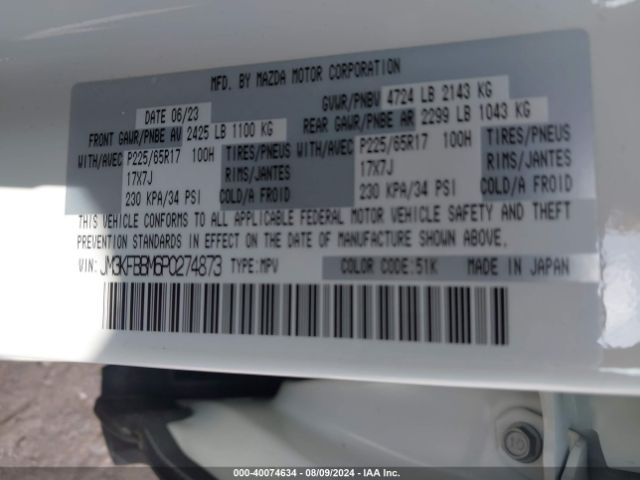 MFD. BY MAZDA MOTOR CORPORATION
DATE 06/23 GVWR/PNBV 4724 LB 2143 KG
FRONT GAWR/PNBE AV 2425 LB 1100 KG REAR GAWR/PNBE AR 2299 LB 1043 KG
WITH/AVEC P225/65R17 100H TIRES/PNEUS WITH/AVEC P225/65R17 100H TIRES/PNEUS
17X7J RIMS/JANTES 17X7J RIMS/JANTES
230 KPA/34 PSI COLD/A FROID 230 KPA/34 PSI COLD/A FROID
THIS VEHICLE CONFORMS TO ALL APPLICABLE FEDERAL MOTOR VEHICLE SAFETY AND THEFT
PREVENTION STANDARDS IN EFFECT ON THE DATE OF MANUFACTURE SHOWN ABOVE.
VIN: JM3KFBBM6P0274873 TYPE:MPV COLOR CODE:51K MADE IN JAPAN
000-40074634 - 08/09/2024 - IAA Inc.